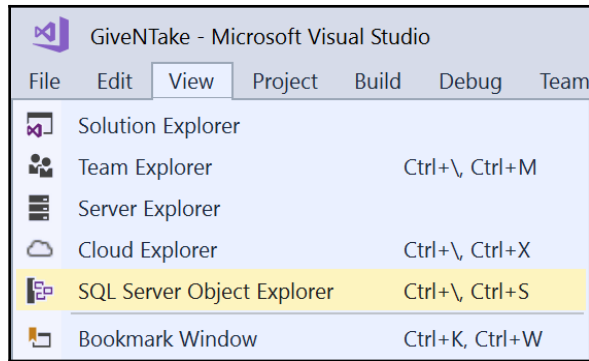 GiveNTake - Microsoft Visual Studio
File Edit View Project Build Debug Team
Solution Explorer
Team Explorer Ctrl+\, Ctrl+M
Server Explorer
Cloud Explorer Ctrl+\, Ctrl+X
SQL Server Object Explorer Ctrl+\, Ctrl+S
Bookmark Window Ctrl+K, Ctrl+W